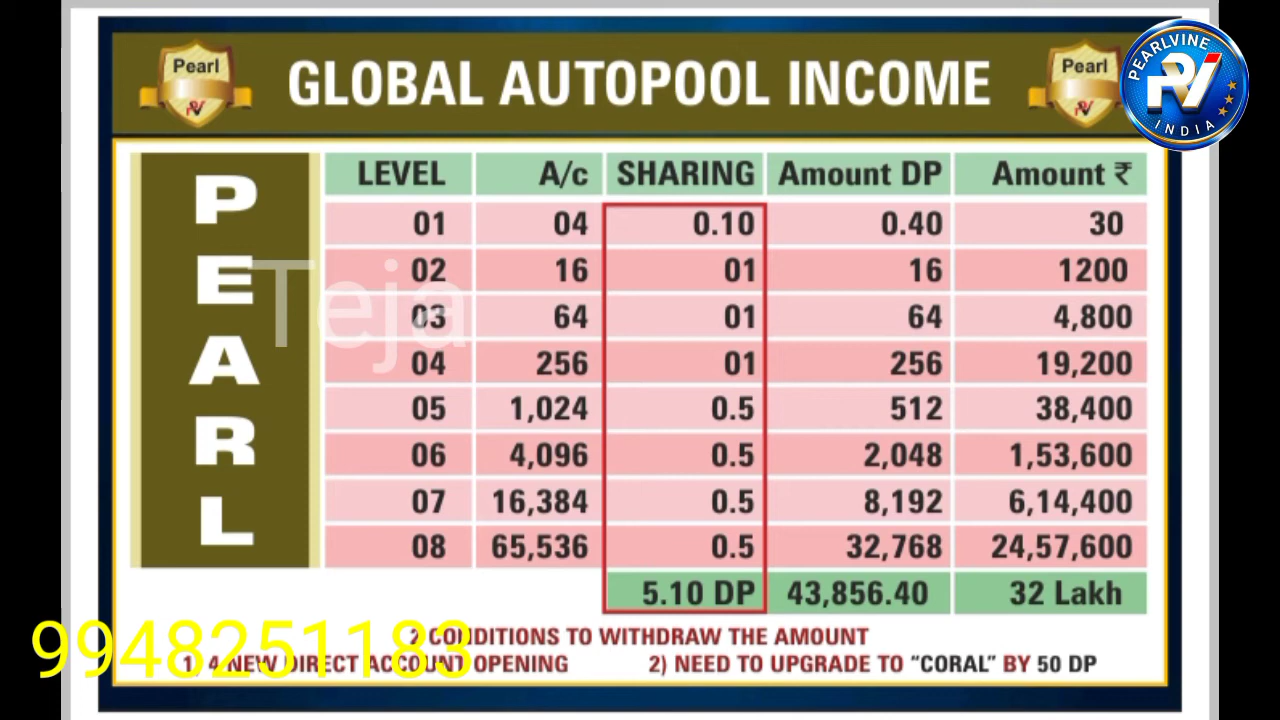 Pearl
GLOBAL AUTOPOOL INCOME
Pearl
PEARLVINE
PV
INDIA
PEARL
LEVEL A/c SHARING Amount DP Amount ₹
01 04 0.10 0.40 30
02 16 01 16 1200
03 64 01 64 4,800
04 256 01 256 19,200
05 1,024 0.5 512 38,400
06 4,096 0.5 2,048 1,53,600
07 16,384 0.5 8,192 6,14,400
08 65,536 0.5 32,768 24,57,600
5.10 DP 43,856.40 32 Lakh
Teja
2 CONDITIONS TO WITHDRAW THE AMOUNT
1) 4 NEW DIRECT ACCOUNT OPENING 2) NEED TO UPGRADE TO “CORAL” BY 50 DP
9948251183